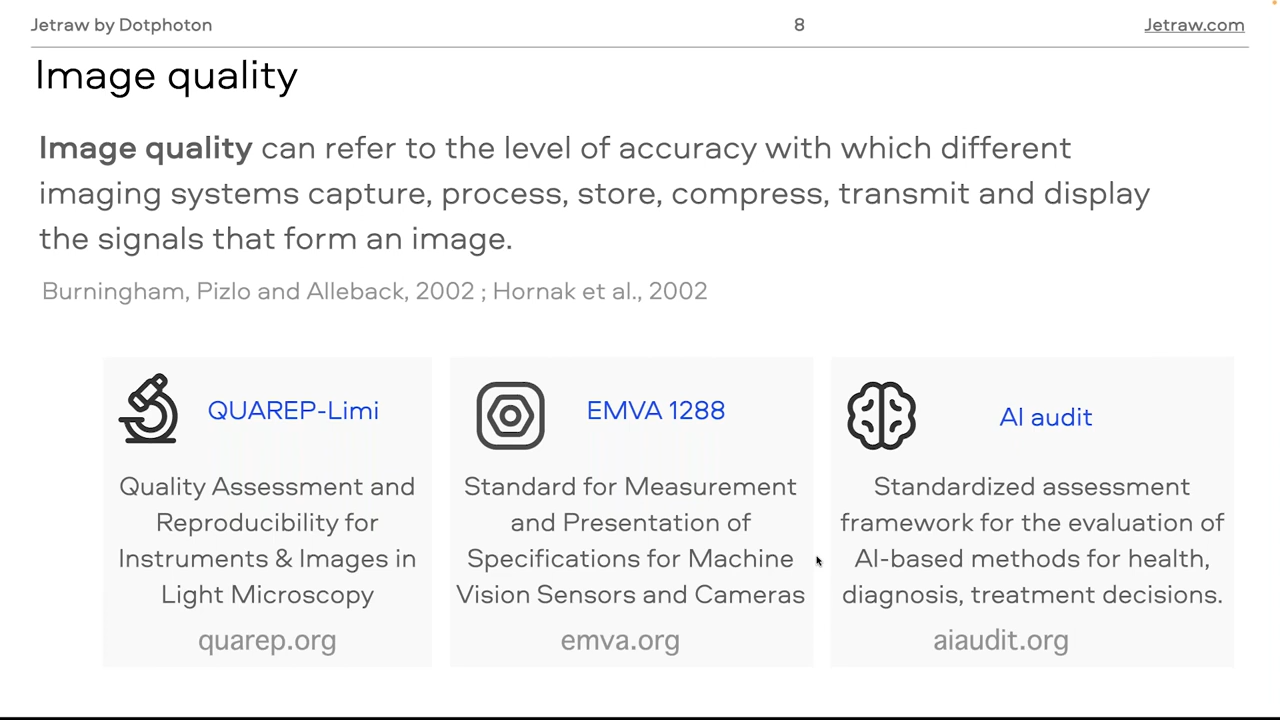 Jetraw by Dotphoton
8
Jetraw.com
Image quality
Image quality can refer to the level of accuracy with which different
imaging systems capture, process, store, compress, transmit and display
the signals that form an image.
Burningham, Pizlo and Alleback, 2002 ; Hornak et al., 2002
QUAREP-Limi
Quality Assessment and
Reproducibility for
Instruments & Images in
Light Microscopy
quarep.org
EMVA 1288
Standard for Measurement
and Presentation of
Specifications for Machine
Vision Sensors and Cameras
emva.org
AI audit
Standardized assessment
framework for the evaluation of
AI-based methods for health,
diagnosis, treatment decisions.
aiaudit.org